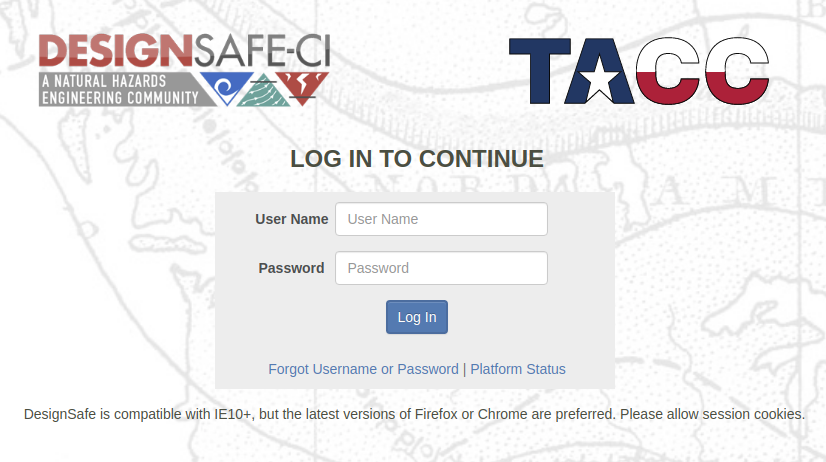 DESIGNSAFE-CI
A NATURAL HAZARDS
ENGINEERING COMMUNITY
TACC
LOG IN TO CONTINUE
User Name User Name
Password Password
Log In
Forgot Username or Password | Platform Status
DesignSafe is compatible with IE10+, but the latest versions of Firefox or Chrome are preferred. Please allow session cookies.